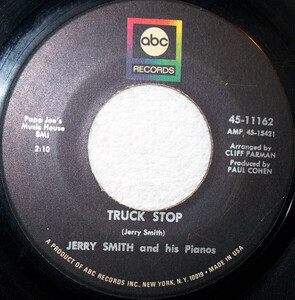 abc
RECORDS
Papa Joe's
Music House
BMI
2:10
45-11162
AMP 45-15421
Arranged by
CLIFF PARMAN
Produced by
PAUL COHEN
TRUCK STOP
(Jerry Smith)
JERRY SMITH and his Pianos
A PRODUCT OF ABC RECORDS INC. NEW YORK, N.Y. 10019 • MADE IN U.S.A.